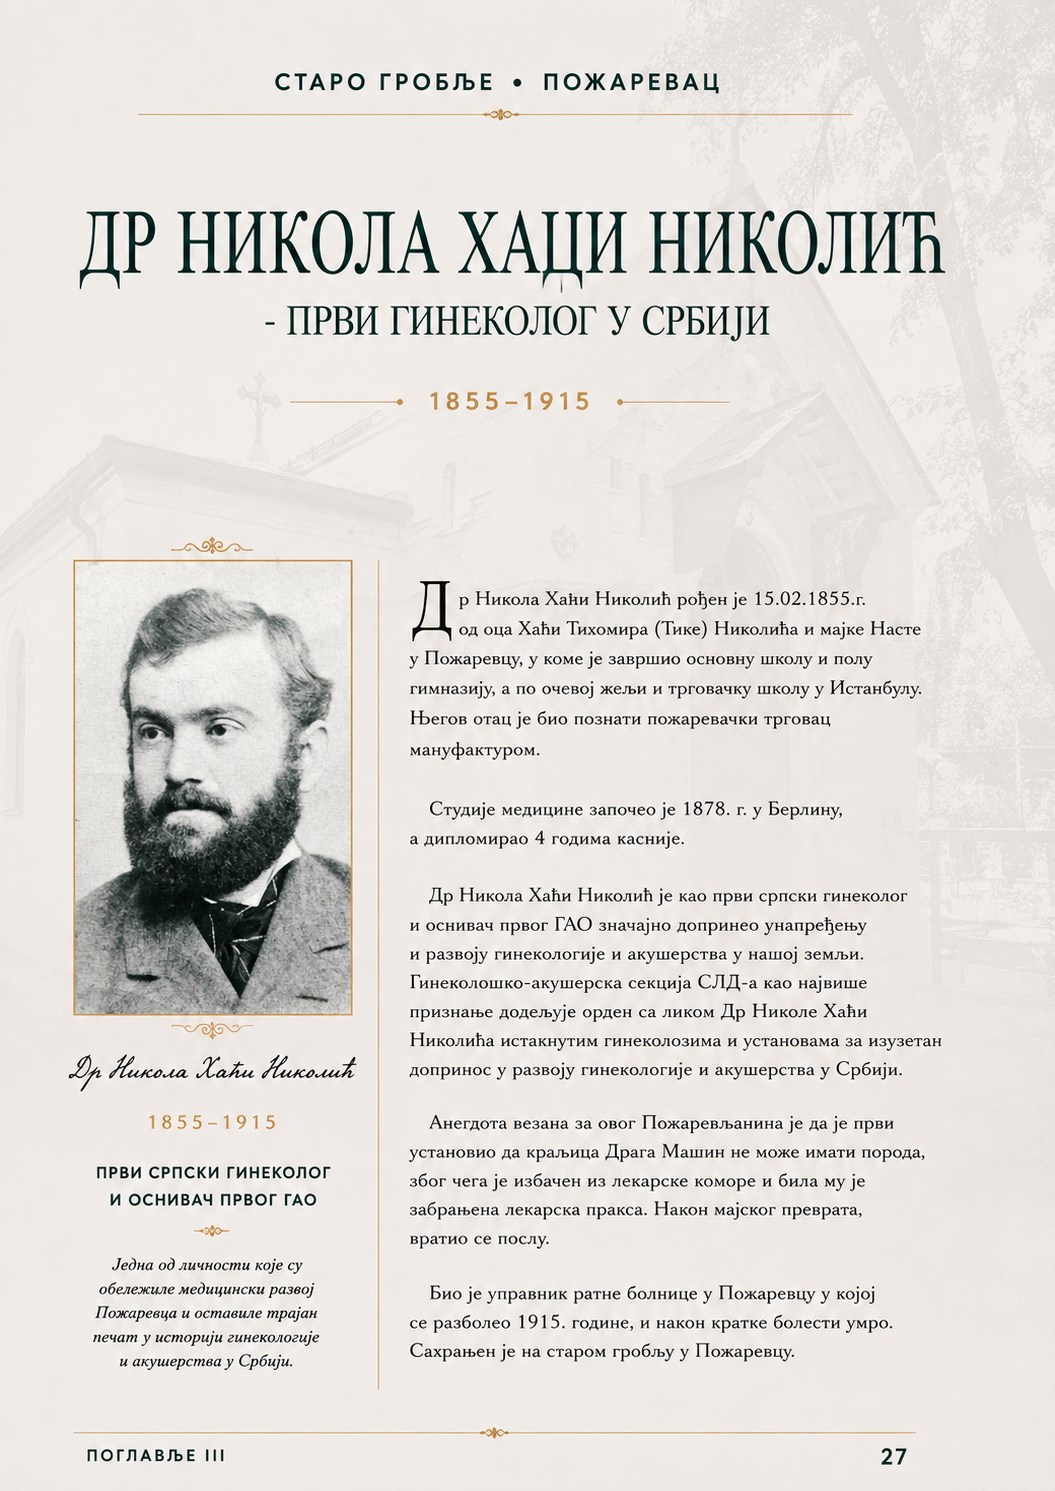 СТАРО ГРОБЉЕ • ПОЖАРЕВАЦ
ДР НИКОЛА ХАЏИ НИКОЛИЋ
- ПРВИ ГИНЕКОЛОГ У СРБИЈИ
1855–1915
Др Никола Хаћи Николић рођен је 15.02.1855.г.
од оца Хаћи Тихомира (Тике) Николића и мајке Насте
у Пожаревцу, у коме је завршио основну школу и полу
гимназију, а по очевој жељи и трговачку школу у Истанбулу.
Његов отац је био познати пожаревачки трговац
мануфактуром.
Студије медицине започео је 1878. г. у Берлину,
а дипломирао 4 година касније.
Др Никола Хаћи Николић је као први српски гинеколог
и оснивач првог ГАО значајно допринео унапређењу
и развоју гинекологије и акушерства у нашој земљи.
Гинеколошко-акушерска секција СЛД-а као највише
признање додељује орден са ликом Др Николе Хаћи
Николића истакнутим гинеколозима и установама за изузетан
допринос у развоју гинекологије и акушерства у Србији.
Анегдота везана за овог Пожаревљанина је да је први
установио да краљица Драга Машин не може имати порода,
због чега је избачен из лекарске коморе и била му је
забрањена лекарска пракса. Након мајског преврата,
вратио се послу.
Био је управник ратне болнице у Пожаревцу у којој
се разболео 1915. године, и након кратке болести умро.
Сахрањен је на старом гробљу у Пожаревцу.
Др Никола Хаћи Николић
1855–1915
ПРВИ СРПСКИ ГИНЕКОЛОГ
И ОСНИВАЧ ПРВОГ ГАО
Једна од личности које су
обележиле медицински развој
Пожаревца и оставиле трајан
печат у историји гинекологије
и акушерства у Србији.
ПОГЛАВЉЕ III
27